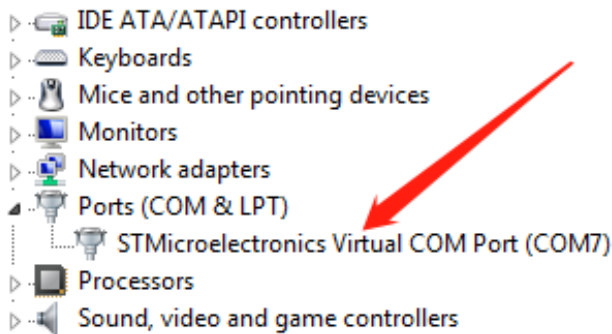 IDE ATA/ATAPI controllers
Keyboards
Mice and other pointing devices
Monitors
Network adapters
Ports (COM & LPT)
STMicroelectronics Virtual COM Port (COM7)
Processors
Sound, video and game controllers